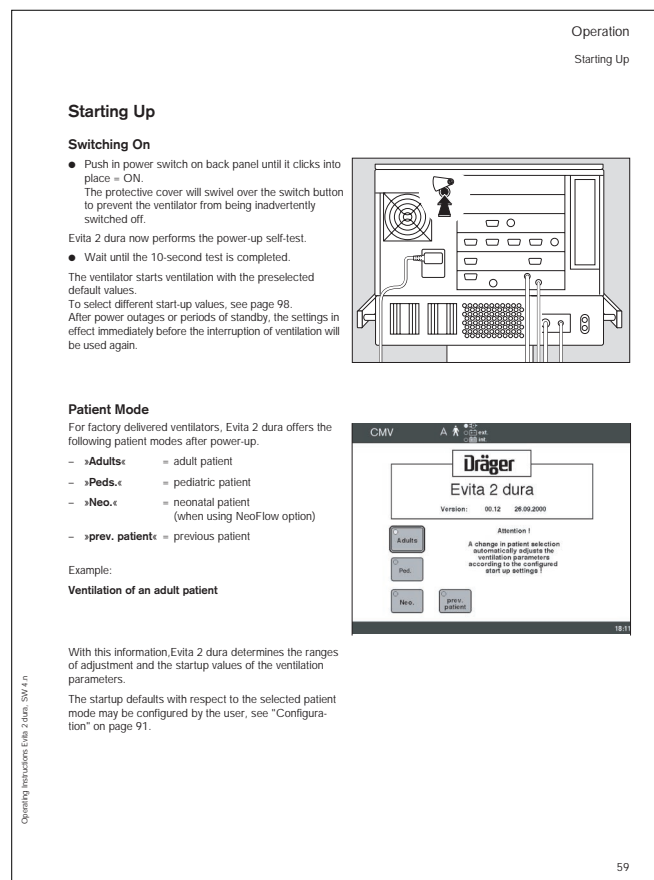 Operation
Starting Up
Starting Up
Switching On
● Push in power switch on back panel until it clicks into
place = ON.
The protective cover will swivel over the switch button
to prevent the ventilator from being inadvertently
switched off.
Evita 2 dura now performs the power-up self-test.
● Wait until the 10-second test is completed.
The ventilator starts ventilation with the preselected
default values.
To select different start-up values, see page 98.
After power outages or periods of standby, the settings in
effect immediately before the interruption of ventilation will
be used again.
Patient Mode
For factory delivered ventilators, Evita 2 dura offers the
following patient modes after power-up.
– »Adults« = adult patient
– »Peds.« = pediatric patient
– »Neo.« = neonatal patient
(when using NeoFlow option)
– »prev. patient« = previous patient
Example:
Ventilation of an adult patient
With this information,Evita 2 dura determines the ranges
of adjustment and the startup values of the ventilation
parameters.
The startup defaults with respect to the selected patient
mode may be configured by the user, see "Configura-
tion" on page 91.
CMV
A
ext.
int.
Dräger
Evita 2 dura
Version: 00.12 26.09.2000
Adults
Ped.
Neo.
prev.
patient
Attention !
A change in patient selection
automatically adjusts the
ventilation parameters
according to the configured
start up settings !
18:11
Operating Instructions Evita 2 dura, SW 4.n
59